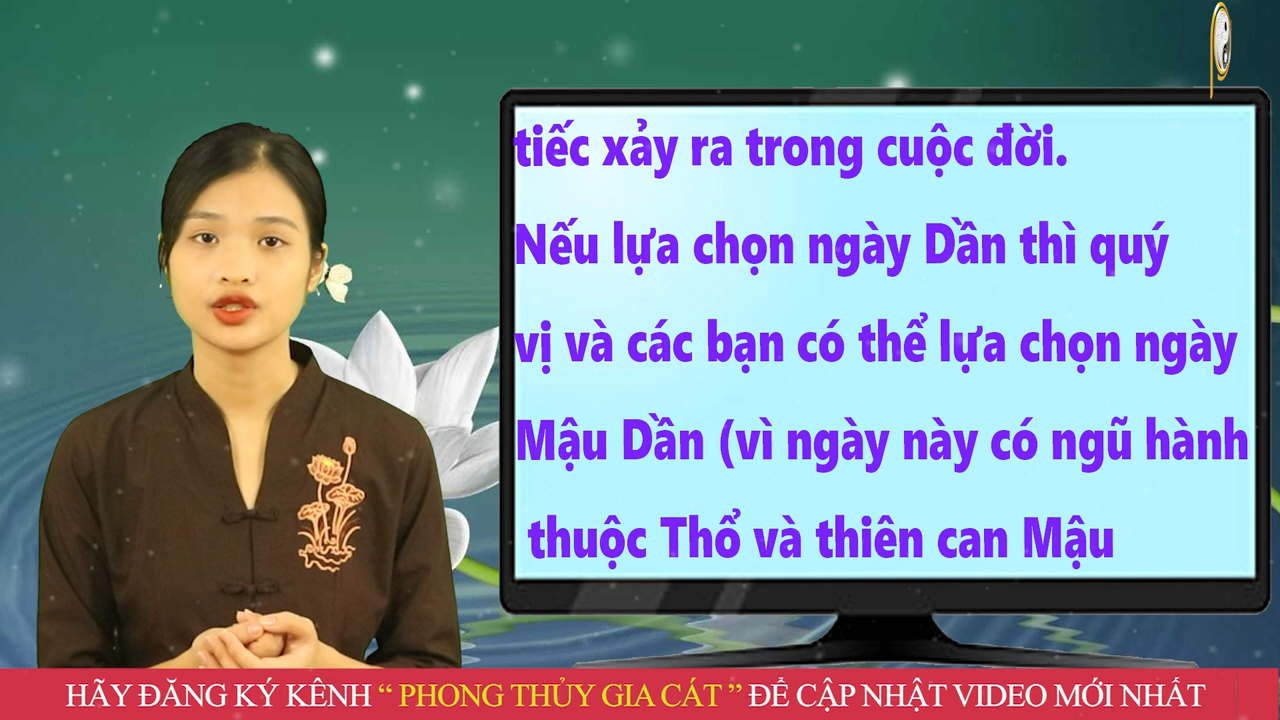 tiếc xảy ra trong cuộc đời.
Nếu lựa chọn ngày Dần thì quý
vị và các bạn có thể lựa chọn ngày
Mậu Dần (vì ngày này có ngũ hành
thuộc Thổ và thiên can Mậu
HÃY ĐĂNG KÝ KÊNH “ PHONG THỦY GIA CÁT ” ĐỂ CẬP NHẬT VIDEO MỚI NHẤT